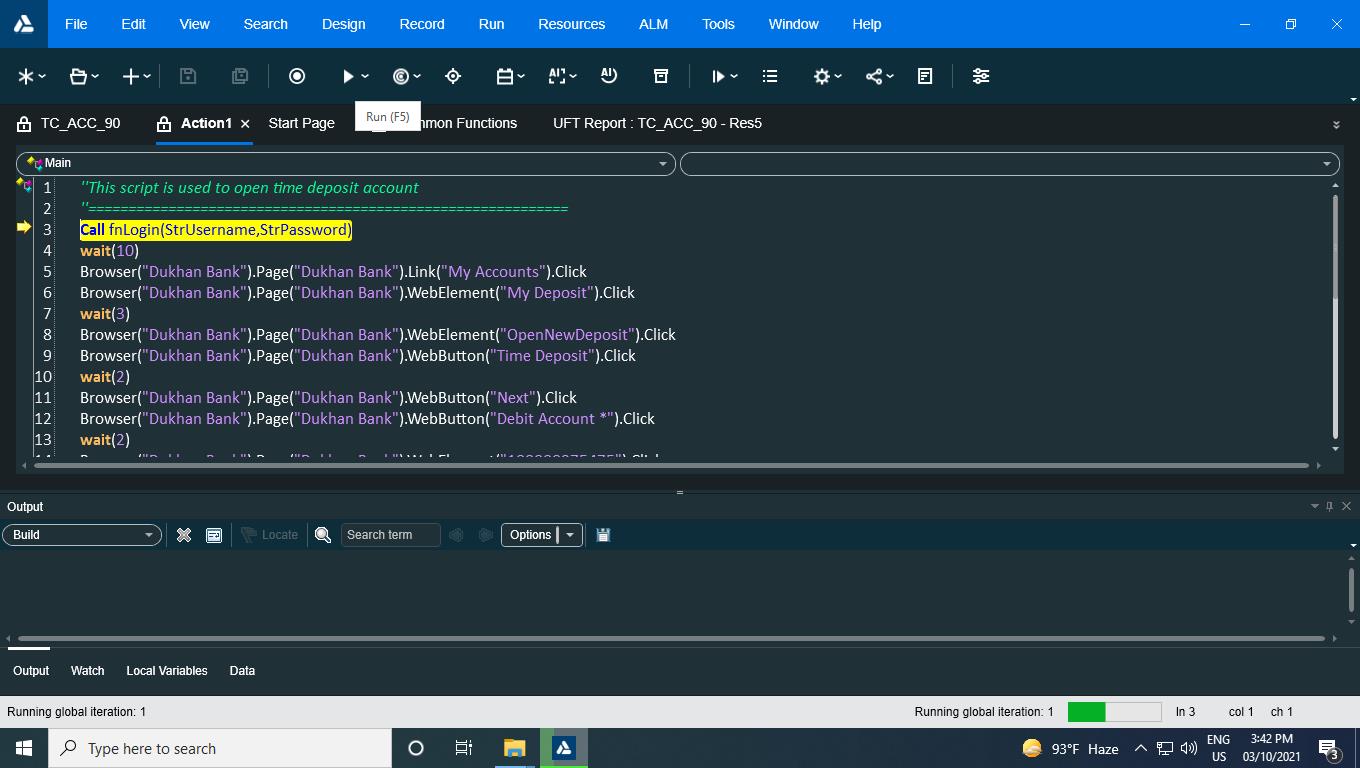 File Edit View Search Design Record Run Resources ALM Tools Window Help
TC_ACC_90 Action1 × Start Page mmon Functions UFT Report : TC_ACC_90 - Res5
Run (F5)
Main
1 ''This script is used to open time deposit account
2 ''============================================================
3 Call fnLogin(StrUsername,StrPassword)
4 wait(10)
5 Browser("Dukhan Bank").Page("Dukhan Bank").Link("My Accounts").Click
6 Browser("Dukhan Bank").Page("Dukhan Bank").WebElement("My Deposit").Click
7 wait(3)
8 Browser("Dukhan Bank").Page("Dukhan Bank").WebElement("OpenNewDeposit").Click
9 Browser("Dukhan Bank").Page("Dukhan Bank").WebButton("Time Deposit").Click
10 wait(2)
11 Browser("Dukhan Bank").Page("Dukhan Bank").WebButton("Next").Click
12 Browser("Dukhan Bank").Page("Dukhan Bank").WebButton("Debit Account *").Click
13 wait(2)
Output
Build Locate Search term Options
Output Watch Local Variables Data
Running global iteration: 1 Running global iteration: 1 ln 3 col 1 ch 1
Type here to search 93°F Haze ENG US 3:42 PM 03/10/2021 3